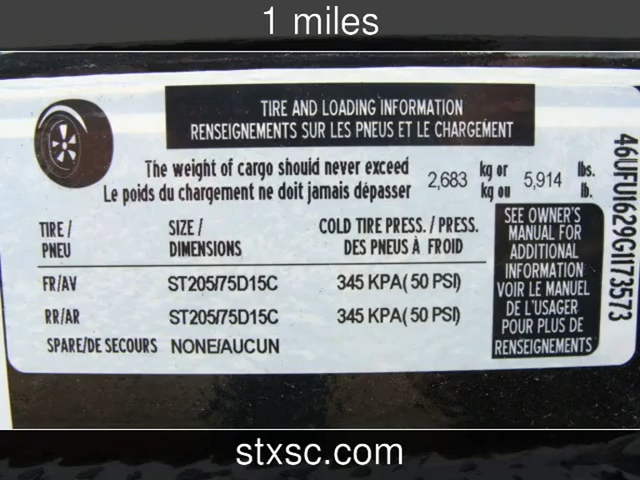 1 miles
TIRE AND LOADING INFORMATION
RENSEIGNEMENTS SUR LES PNEUS ET LE CHARGEMENT
The weight of cargo should never exceed 2,683 kg or 5,914 lbs.
Le poids du chargement ne doit jamais dépasser kg ou lb.
TIRE / SIZE / COLD TIRE PRESS. / PRESS.
PNEU DIMENSIONS DES PNEUS À FROID
FR/AV ST205/75D15C 345 KPA( 50 PSI)
RR/AR ST205/75D15C 345 KPA( 50 PSI)
SPARE/DE SECOURS NONE/AUCUN
SEE OWNER'S
MANUAL FOR
ADDITIONAL
INFORMATION
VOIR LE MANUEL
DE L'USAGER
POUR PLUS DE
RENSEIGNEMENTS
46UFU1629G1173573
stxsc.com